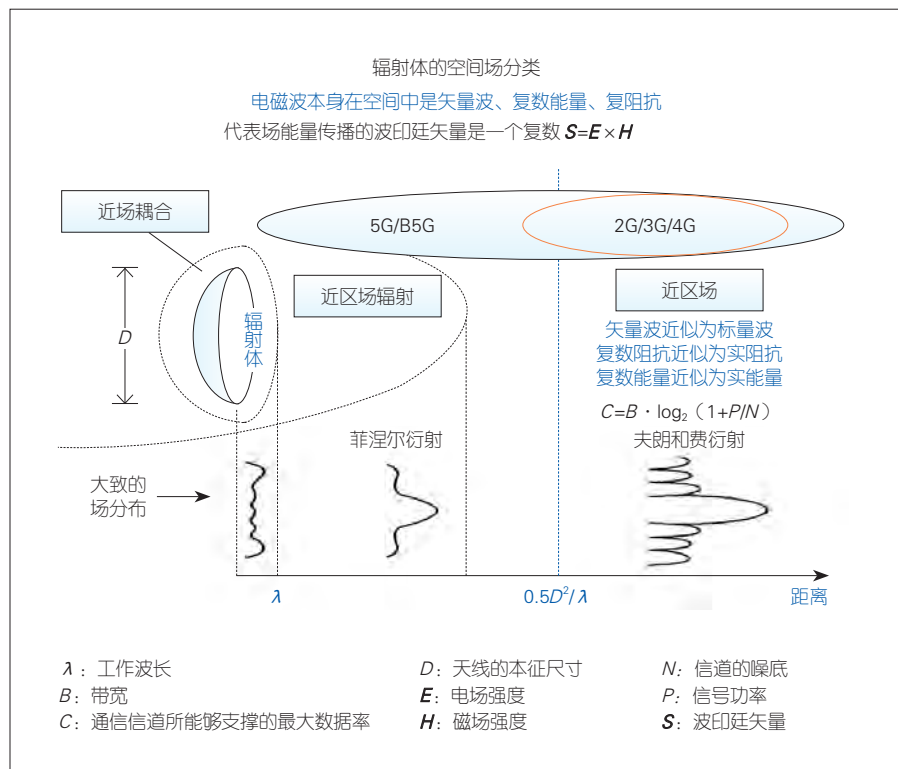 辐射体的空间场分类
电磁波本身在空间中是矢量波、复数能量、复阻抗
代表场能量传播的波印廷矢量是一个复数 S=E×H
近场耦合
5G/B5G
2G/3G/4G
近区场辐射
近区场
D
辐射体
矢量波近似为标量波
复数阻抗近似为实阻抗
复数能量近似为实能量
C=B·log₂（1+P/N）
菲涅尔衍射
夫朗和费衍射
大致的
场分布
λ
0.5D²/λ
距离
λ：工作波长
D：天线的本征尺寸
N：信道的噪底
B：带宽
E：电场强度
P：信号功率
C：通信信道所能够支撑的最大数据率
H：磁场强度
S：波印廷矢量